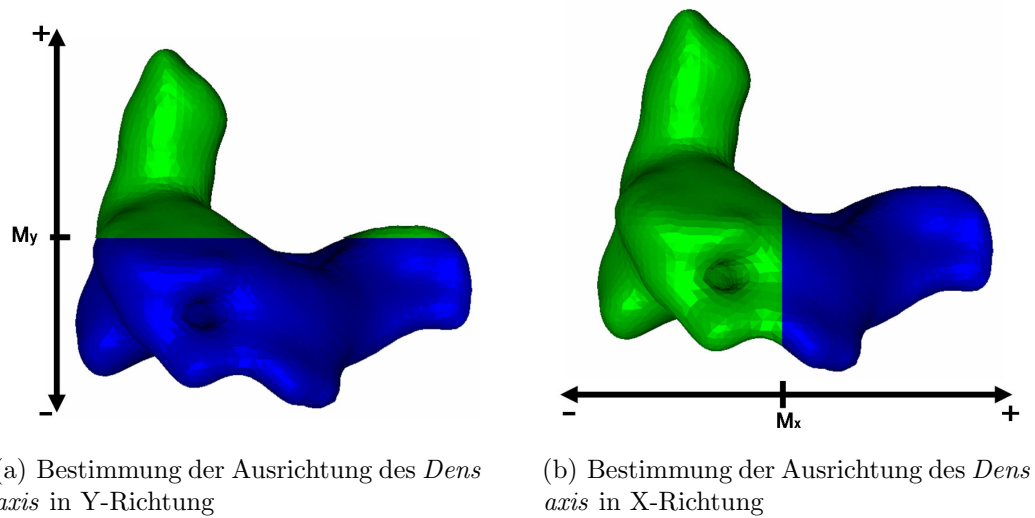 +
My
-
- Mx +
(a) Bestimmung der Ausrichtung des Dens
axis in Y-Richtung
(b) Bestimmung der Ausrichtung des Dens
axis in X-Richtung